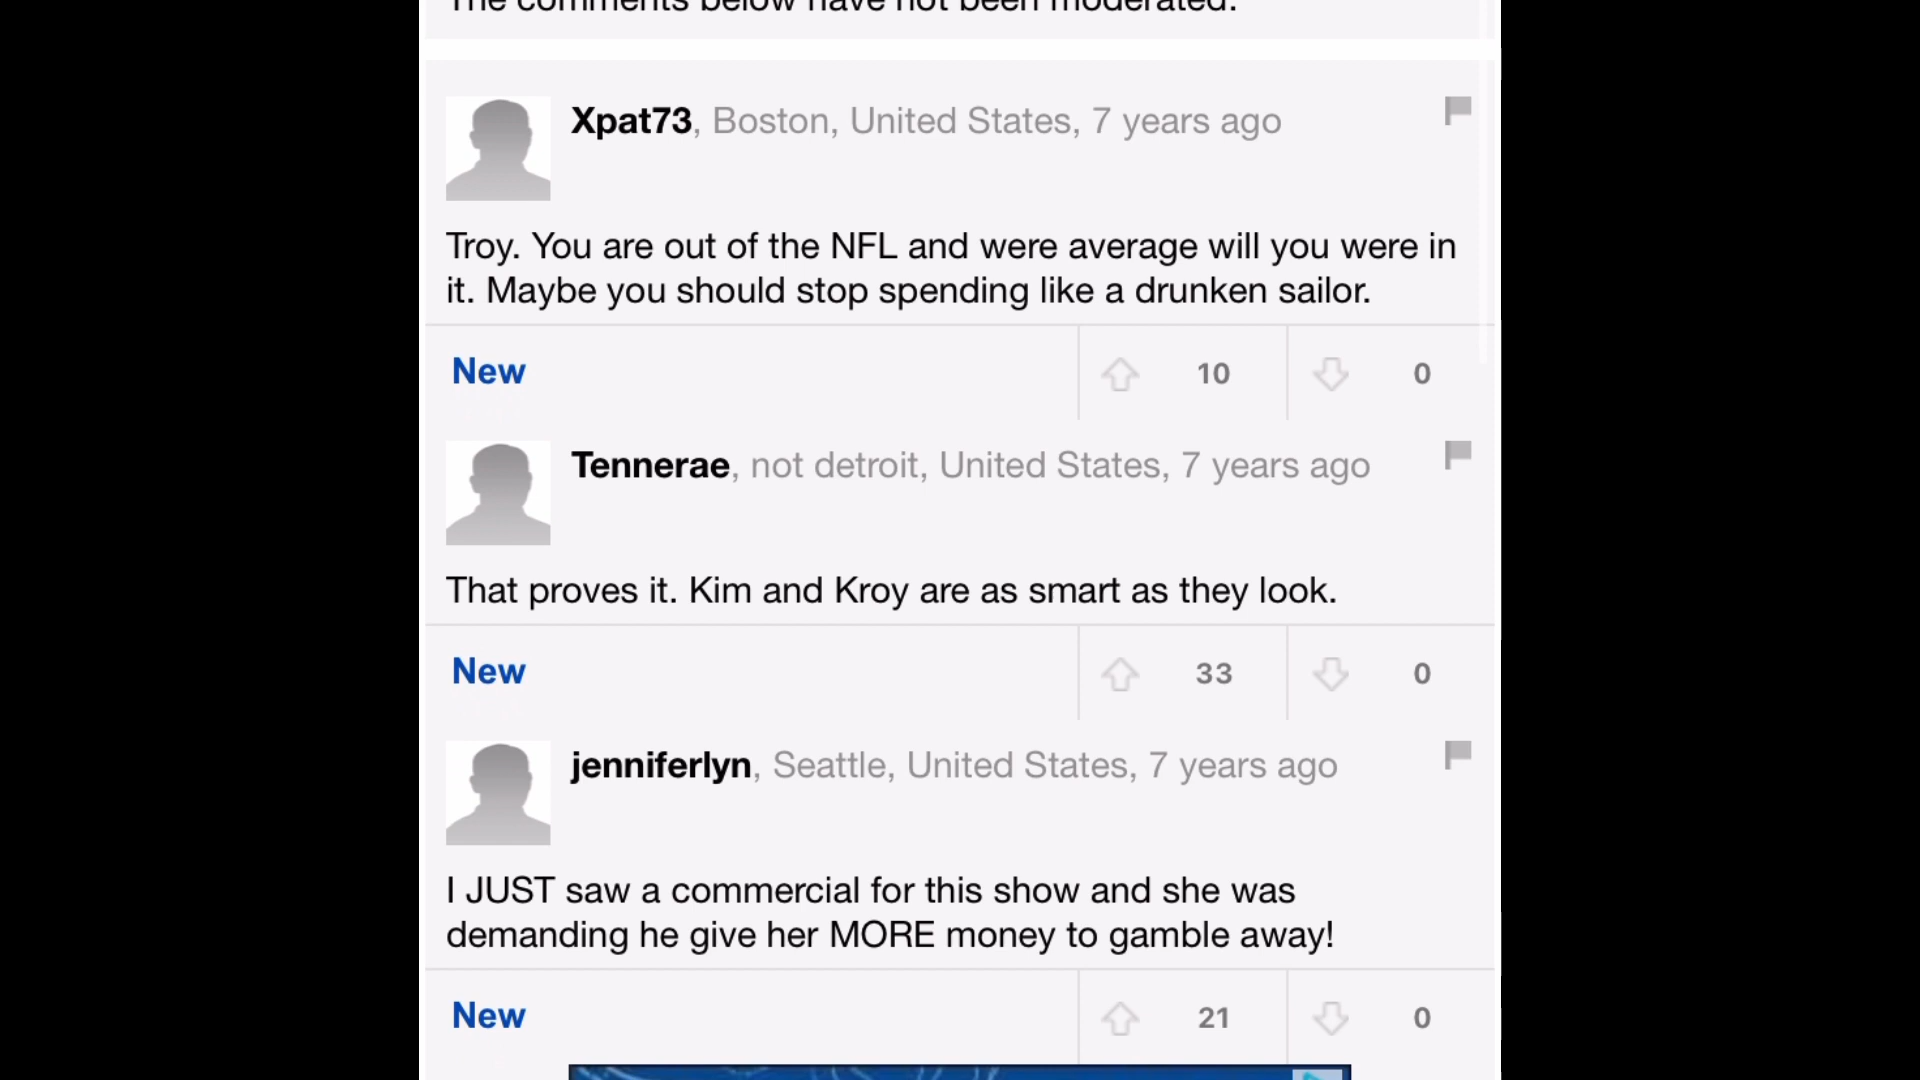 The comments below have not been moderated.
Xpat73, Boston, United States, 7 years ago
Troy. You are out of the NFL and were average will you were in
it. Maybe you should stop spending like a drunken sailor.
New 10 0
Tennerae, not detroit, United States, 7 years ago
That proves it. Kim and Kroy are as smart as they look.
New 33 0
jenniferlyn, Seattle, United States, 7 years ago
I JUST saw a commercial for this show and she was
demanding he give her MORE money to gamble away!
New 21 0